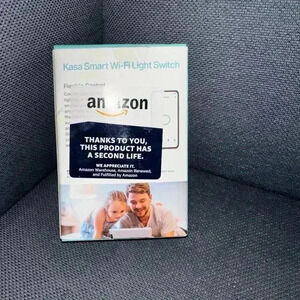 Kasa Smart Wi-Fi Light Switch
amazon
THANKS TO YOU,
THIS PRODUCT HAS
A SECOND LIFE.
WE APPRECIATE IT.
Amazon Warehouse, Amazon Renewed,
and Fulfilled by Amazon